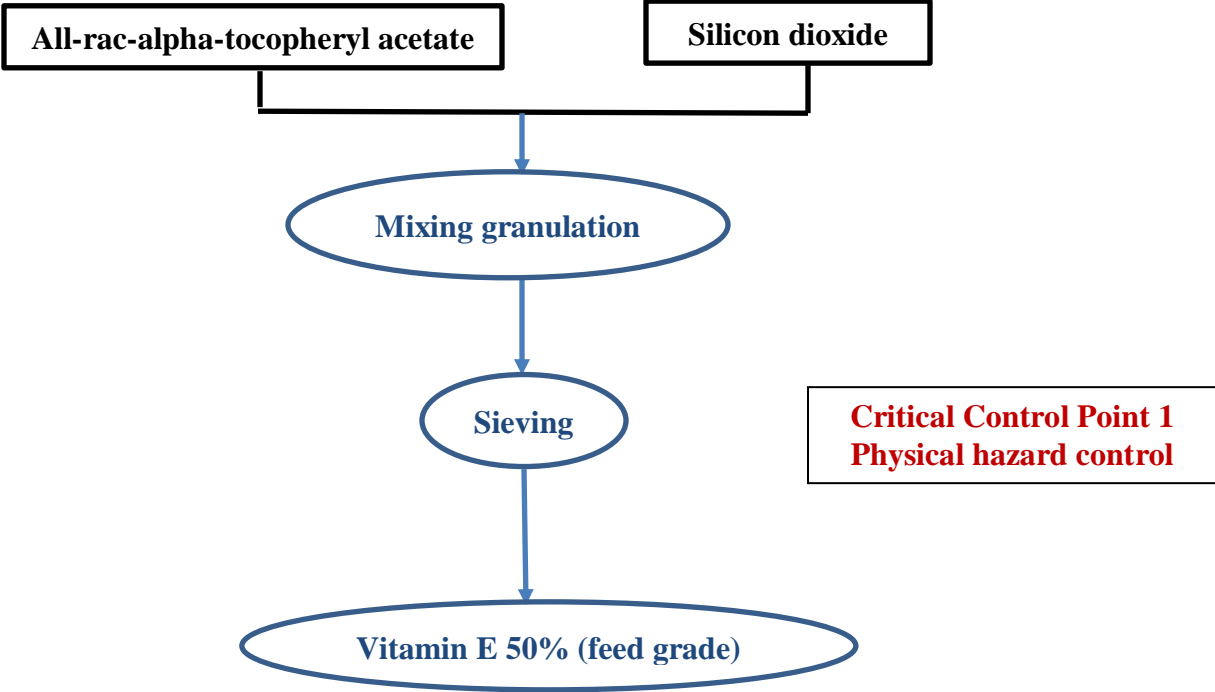 All-rac-alpha-tocopheryl acetate
Silicon dioxide
Mixing granulation
Sieving
Critical Control Point 1
Physical hazard control
Vitamin E 50% (feed grade)